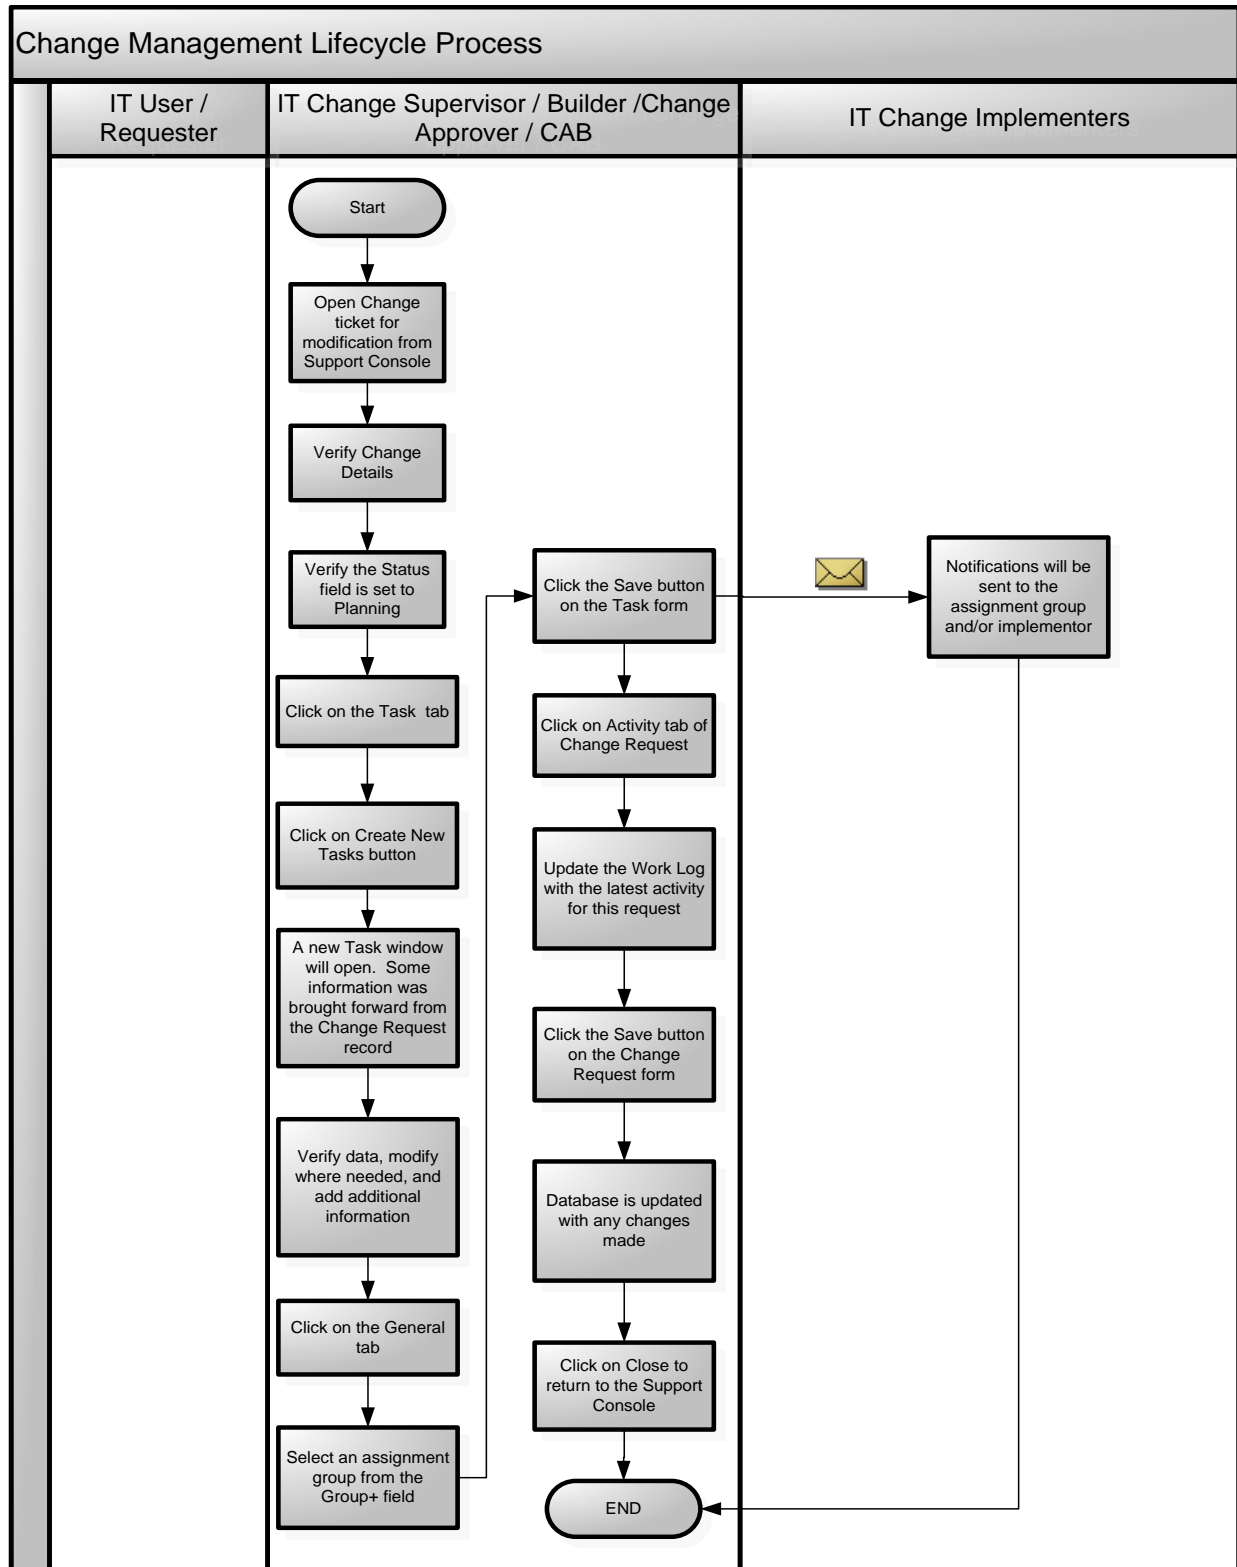 Change Management Lifecycle Process
IT User /
Requester
IT Change Supervisor / Builder /Change
Approver / CAB
IT Change Implementers
Start
Open Change
ticket for
modification from
Support Console
Verify Change
Details
Verify the Status
field is set to
Planning
Click on the Task  tab
Click on Create New
Tasks button
A new Task window
will open.  Some
information was
brought forward from
the Change Request
record
Verify data, modify
where needed, and
add additional
information
Click on the General
tab
Select an assignment
group from the
Group+ field
Click the Save button
on the Task form
Click on Activity tab of
Change Request
Update the Work Log
with the latest activity
for this request
Click the Save button
on the Change
Request form
Database is updated
with any changes
made
Click on Close to
return to the Support
Console
END
Notifications will be
sent to the
assignment group
and/or implementor